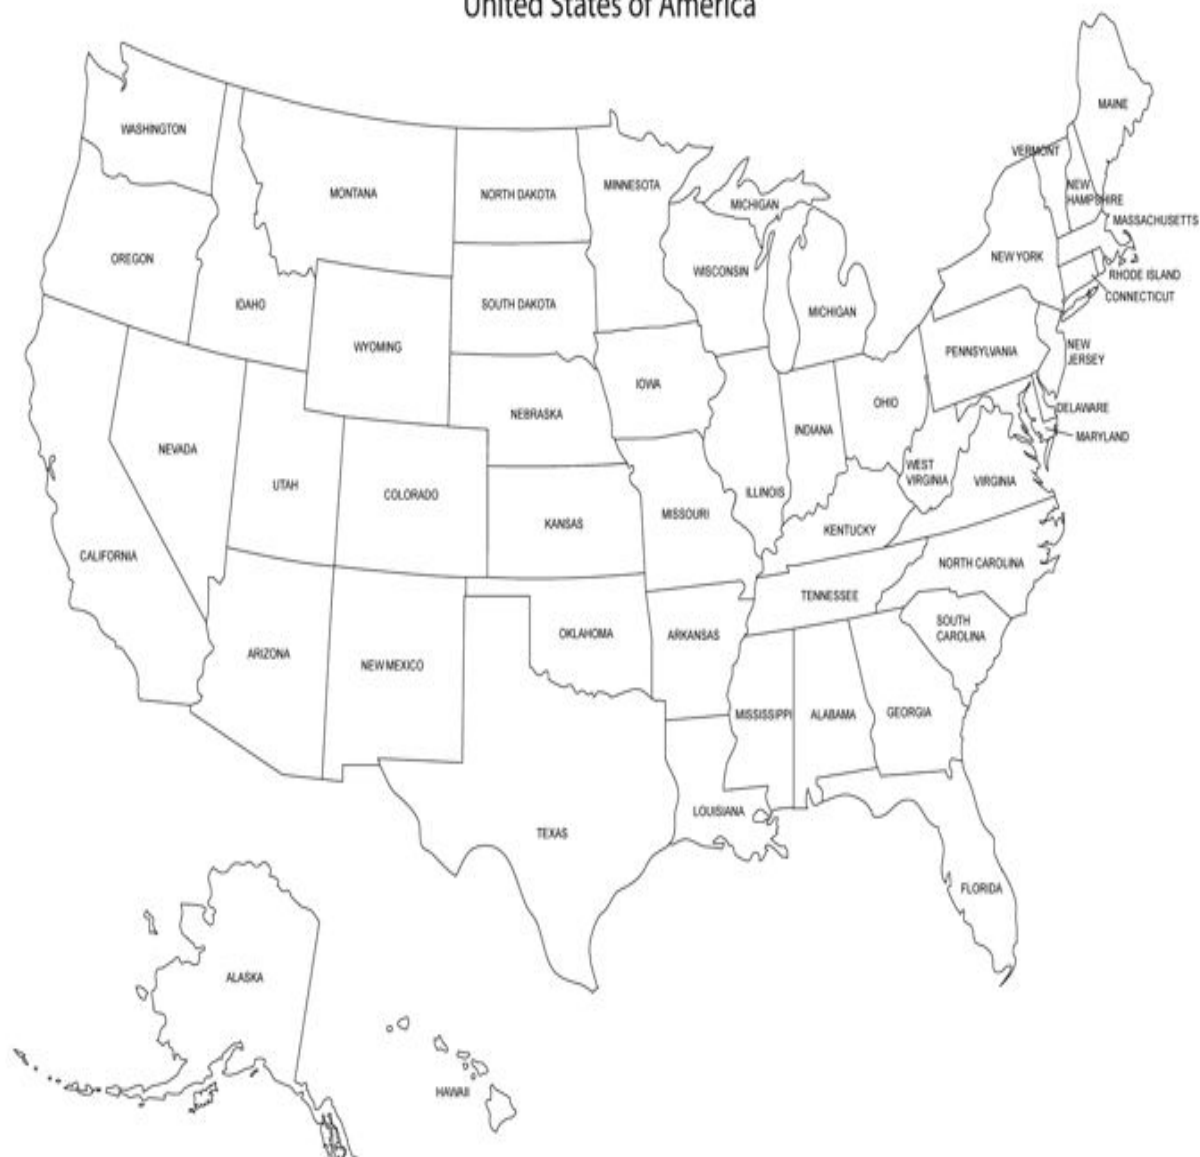 United States of America
MAINE
WASHINGTON
VERMONT
MONTANA
NORTH DAKOTA
MINNESOTA
NEW
HAMPSHIRE
MICHIGAN
MASSACHUSETTS
OREGON
NEW YORK
WISCONSIN
RHODE ISLAND
IDAHO
SOUTH DAKOTA
CONNECTICUT
MICHIGAN
WYOMING
NEW
JERSEY
PENNSYLVANIA
IOWA
OHIO
DELAWARE
NEBRASKA
INDIANA
MARYLAND
NEVADA
WEST
VIRGINIA
VIRGINIA
UTAH
COLORADO
ILLINOIS
MISSOURI
KANSAS
KENTUCKY
CALIFORNIA
NORTH CAROLINA
TENNESSEE
SOUTH
CAROLINA
OKLAHOMA
ARKANSAS
ARIZONA
NEW MEXICO
MISSISSIPPI
ALABAMA
GEORGIA
LOUISIANA
TEXAS
FLORIDA
ALASKA
HAWAII